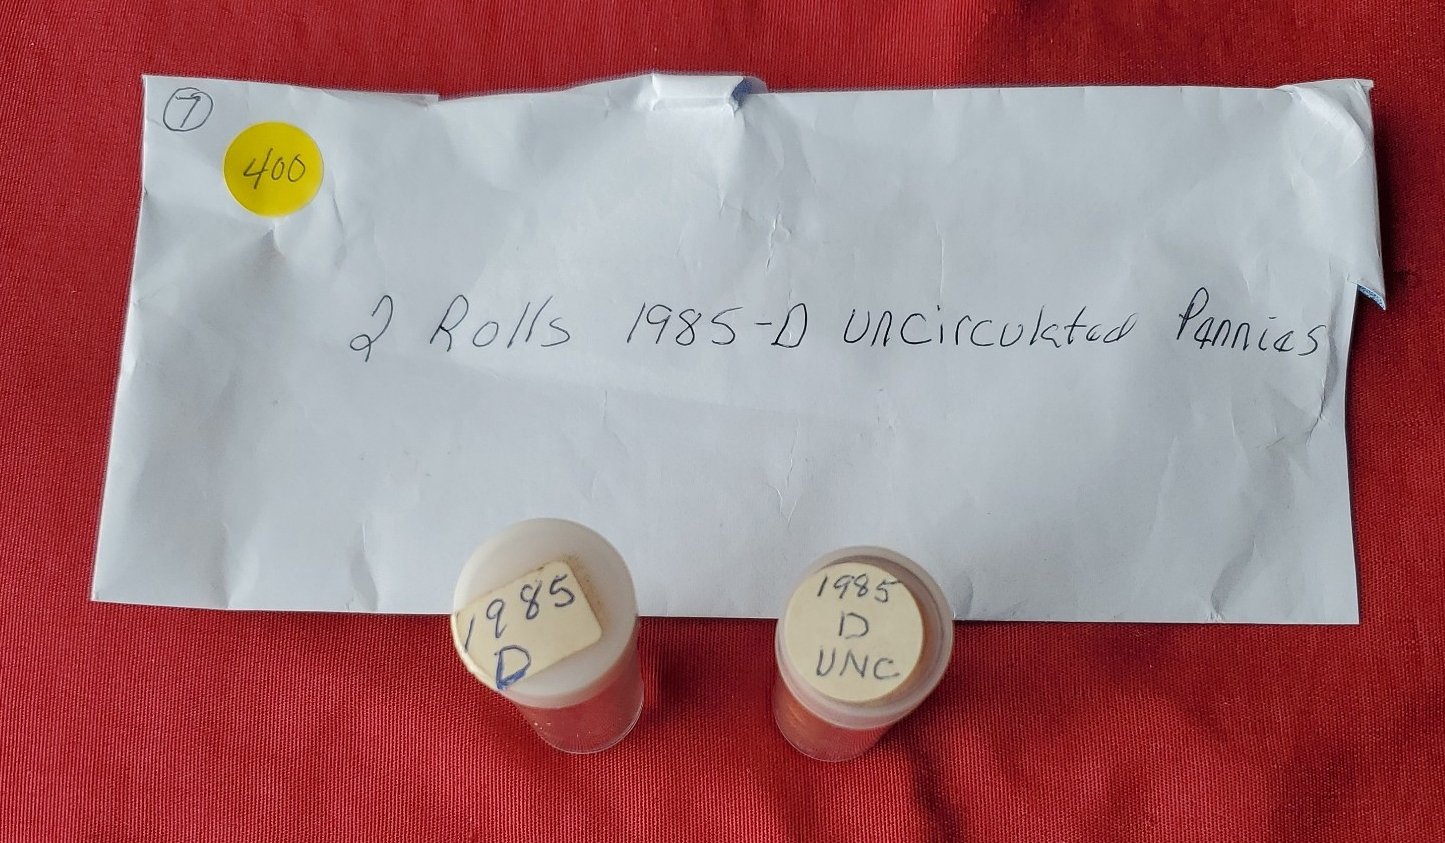 7
400
2 Rolls 1985-D uncirculated Pennies
1985
D
1985
D
UNC